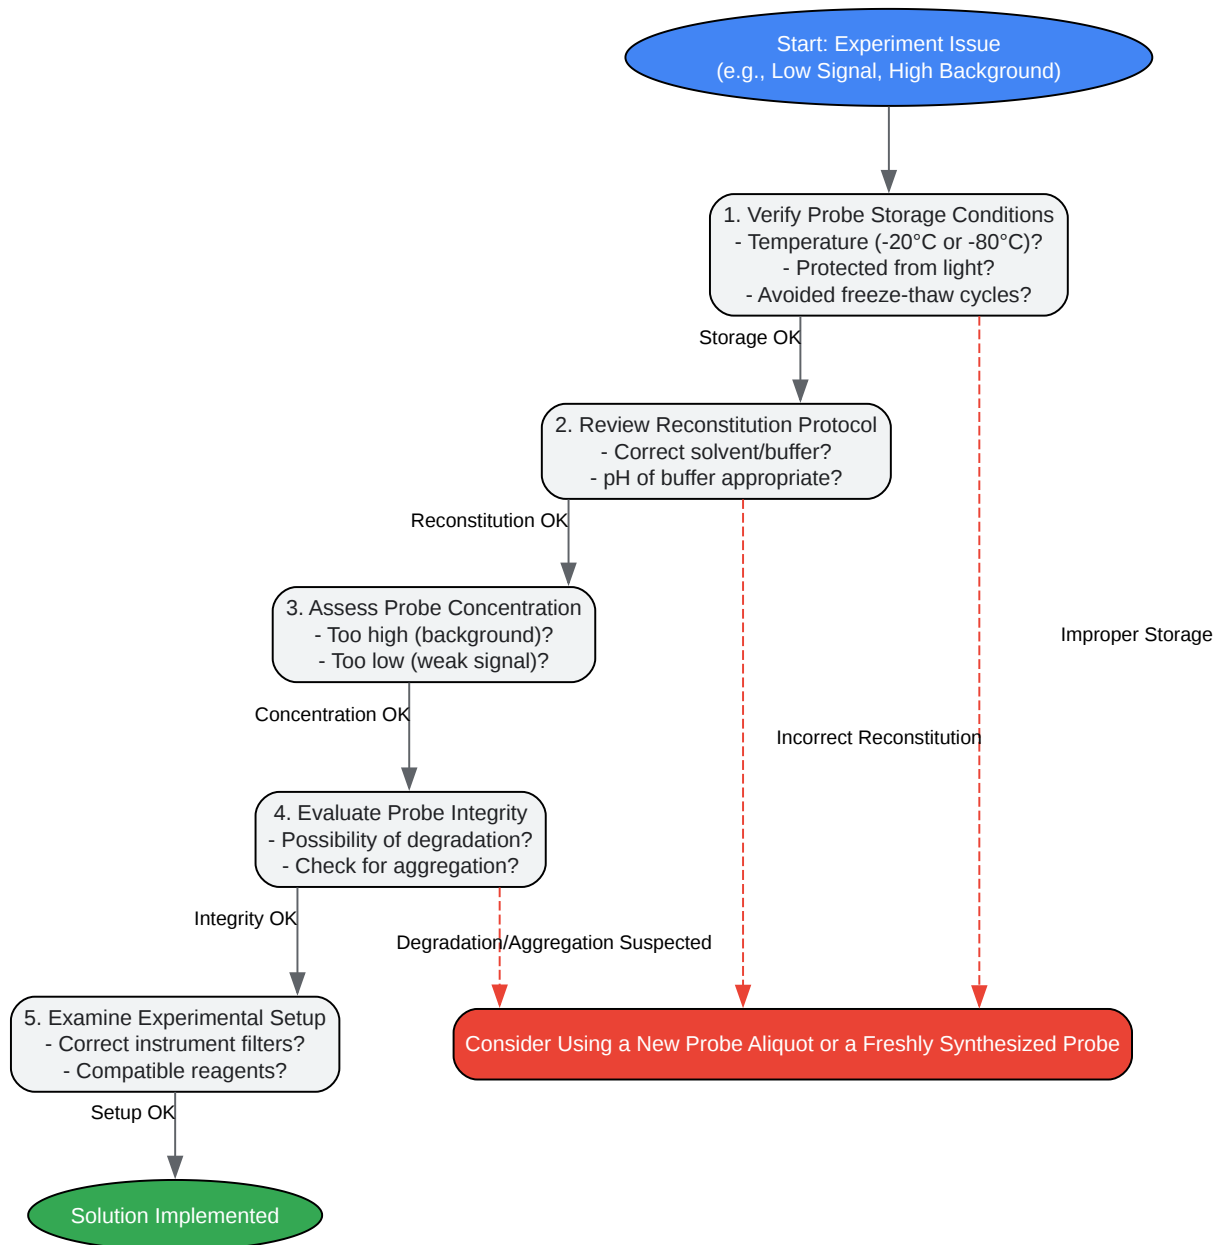 Start: Experiment Issue
(e.g., Low Signal, High Background)
1. Verify Probe Storage Conditions
- Temperature (-20°C or -80°C)?
- Protected from light?
- Avoided freeze-thaw cycles?
Storage OK
2. Review Reconstitution Protocol
- Correct solvent/buffer?
- pH of buffer appropriate?
Reconstitution OK
3. Assess Probe Concentration
- Too high (background)?
- Too low (weak signal)?
Improper Storage
Concentration OK
Incorrect Reconstitution
4. Evaluate Probe Integrity
- Possibility of degradation?
- Check for aggregation?
Integrity OK
Degradation/Aggregation Suspected
5. Examine Experimental Setup
- Correct instrument filters?
- Compatible reagents?
Consider Using a New Probe Aliquot or a Freshly Synthesized Probe
Setup OK
Solution Implemented